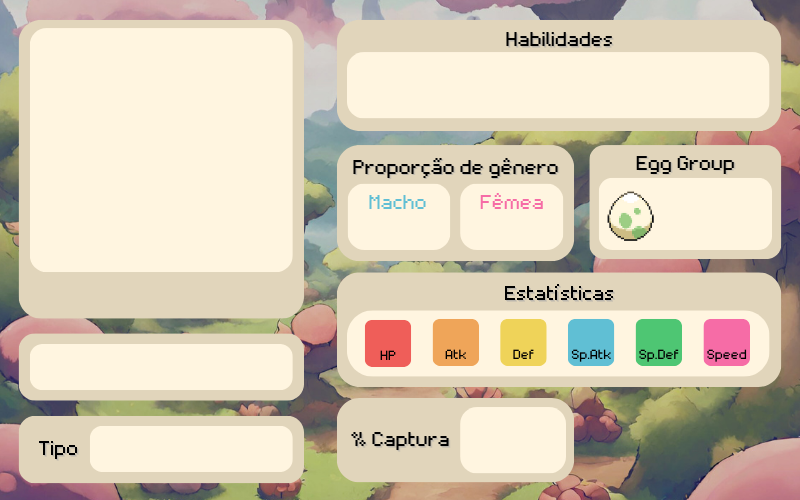 Habilidades
Proporção de gênero
Macho
Fêmea
Egg Group
Estatísticas
HP
Atk
Def
Sp.Atk
Sp.Def
Speed
% Captura
Tipo